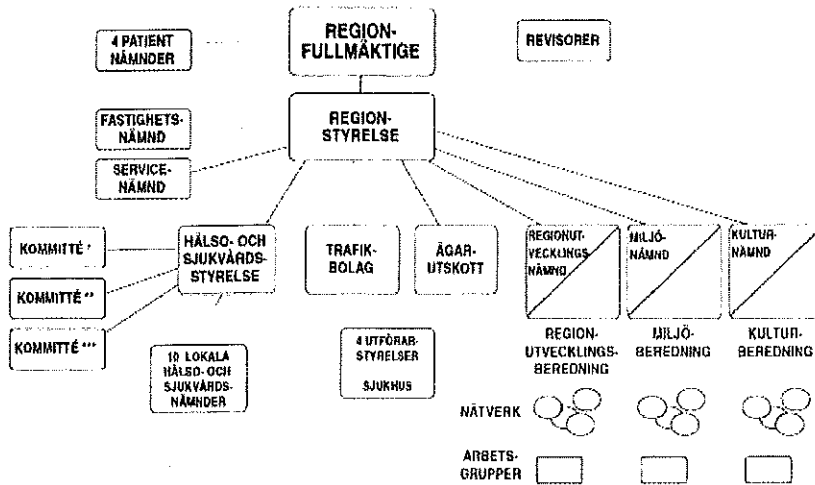 REGION-
FULLMÄKTIGE
4 PATIENT
NÄMNDER
REVISORER
REGION-
STYRELSE
FASTIGHETS-
NÄMND
SERVICE-
NÄMND
KOMMITTÉ *
KOMMITTÉ **
KOMMITTÉ ***
HÄLSO- OCH
SJUKVÅRDS-
STYRELSE
TRAFIK-
BOLAG
ÄGAR-
UTSKOTT
REGIONUT-
VECKLINGS
NÄMND
MILJÖ-
NÄMND
KULTUR-
NÄMND
10 LOKALA
HÄLSO- OCH
SJUKVÅRDS-
NÄMNDER
4 UTFÖRAR-
STYRELSER
SJUKHUS
REGION-
UTVECKLINGS-
BEREDNING
MILJÖ-
BEREDNING
KULTUR-
BEREDNING
NÄTVERK
ARBETS-
GRUPPER